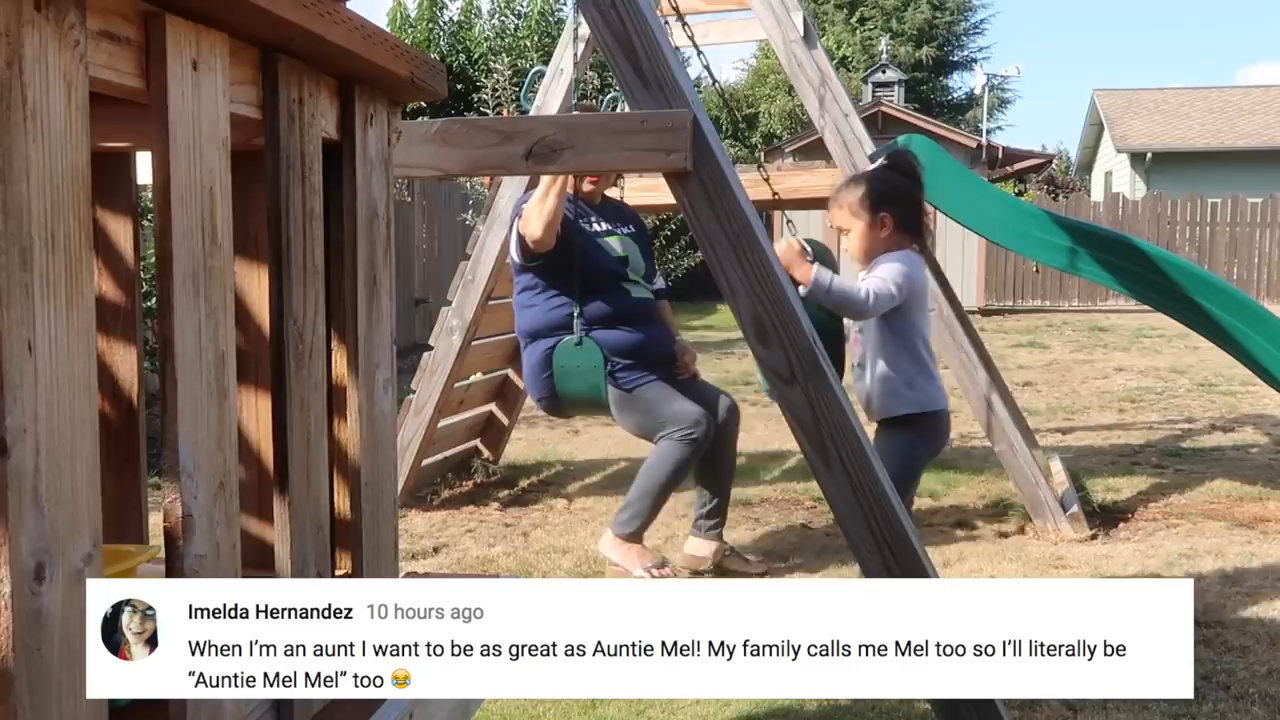 Imelda Hernandez 10 hours ago
When I'm an aunt I want to be as great as Auntie Mel! My family calls me Mel too so I'll literally be
“Auntie Mel Mel” too 😂